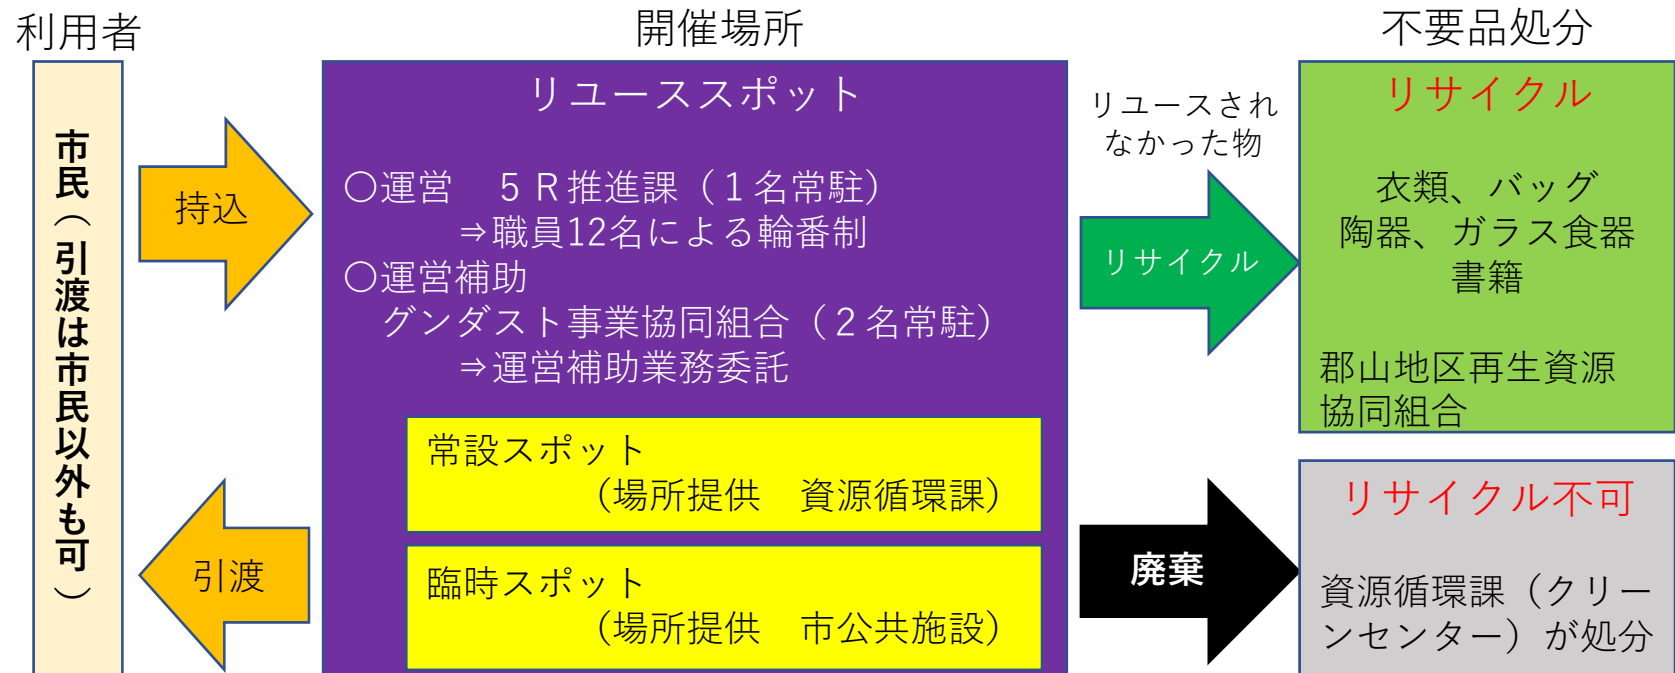 利用者
市民（引渡は市民以外も可）
持込
引渡
開催場所
リユーススポット
○運営　５Ｒ推進課（１名常駐）
⇒職員12名による輪番制
○運営補助
グンダスト事業協同組合（２名常駐）
⇒運営補助業務委託
常設スポット
（場所提供　資源循環課）
臨時スポット
（場所提供　市公共施設）
リユースされ
なかった物
リサイクル
廃棄
不要品処分
リサイクル
衣類、バッグ
陶器、ガラス食器
書籍
郡山地区再生資源
協同組合
リサイクル不可
資源循環課（クリー
ンセンター）が処分